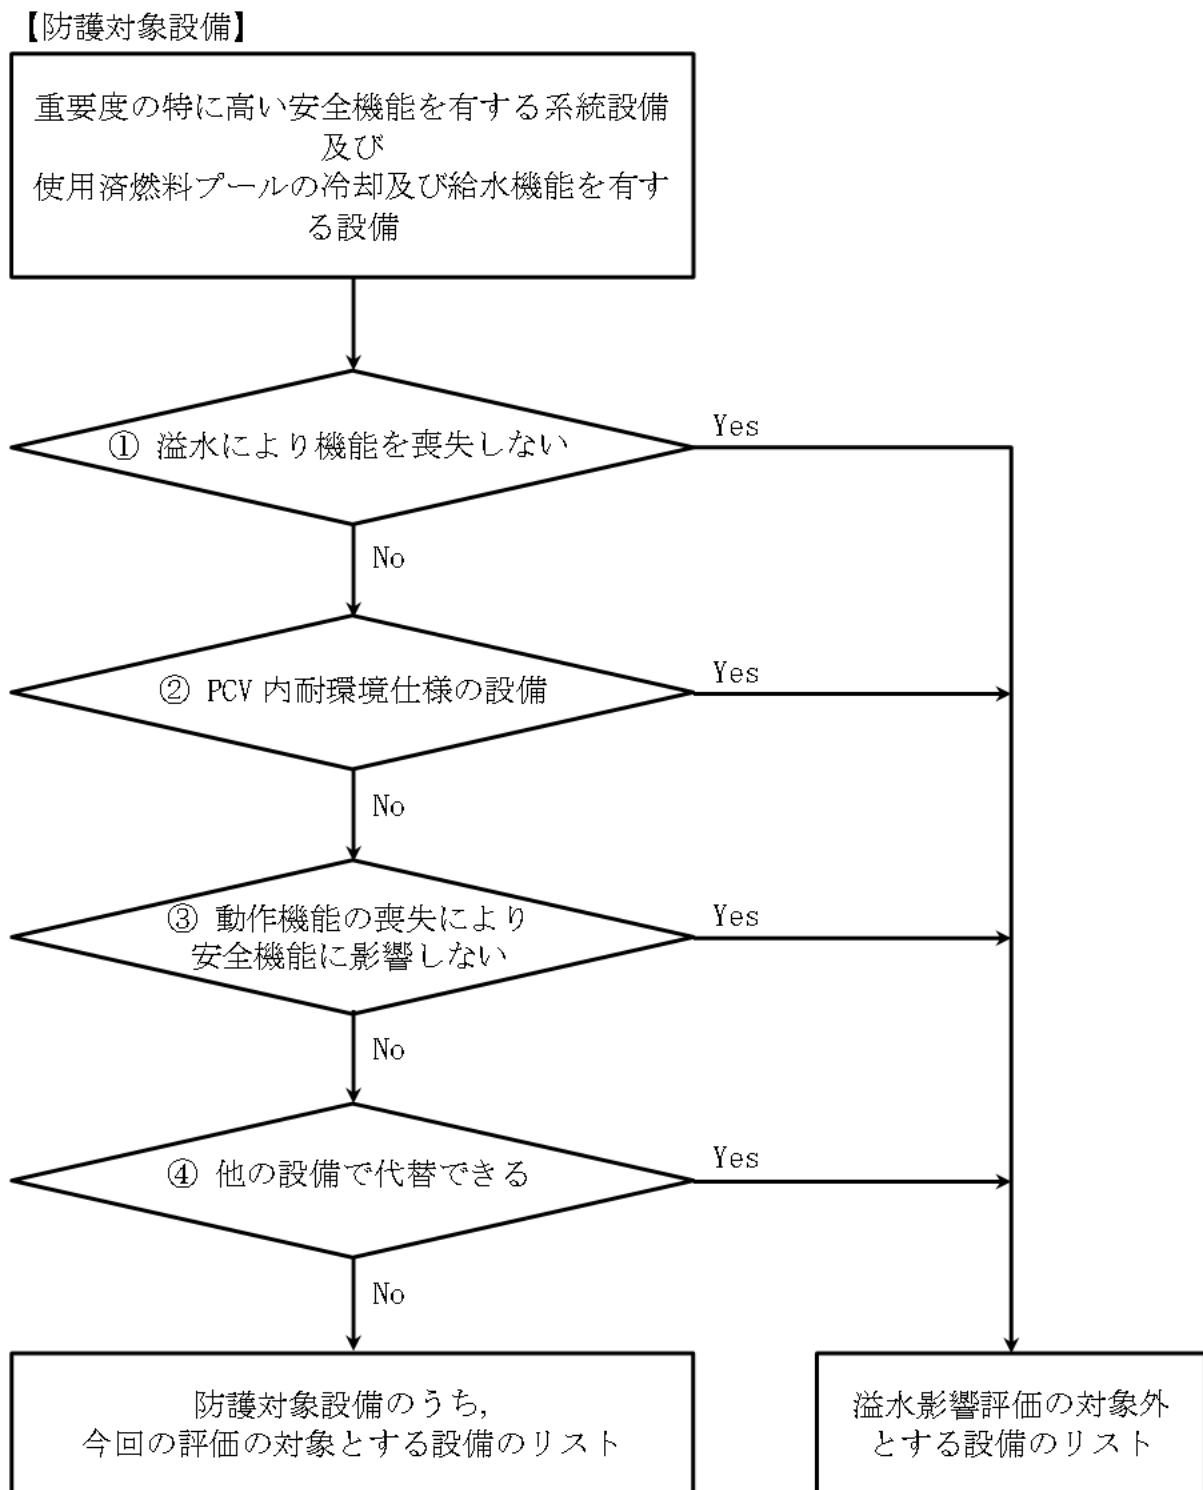 【防護対象設備】
重要度の特に高い安全機能を有する系統設備
及び
使用済燃料プールの冷却及び給水機能を有す
る設備
① 溢水により機能を喪失しない
Yes
No
② PCV 内耐環境仕様の設備
Yes
No
③ 動作機能の喪失により
安全機能に影響しない
Yes
No
④ 他の設備で代替できる
Yes
No
防護対象設備のうち,
今回の評価の対象とする設備のリスト
溢水影響評価の対象外
とする設備のリスト